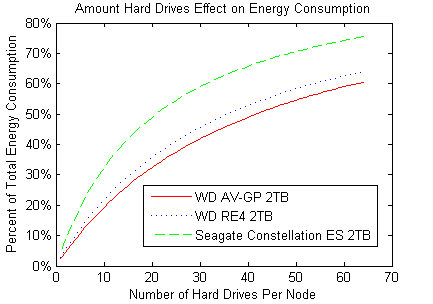 Amount Hard Drives Effect on Energy Consumption
80%
70%
60%
50%
40%
30%
20%
10%
0%
Percent of Total Energy Consumption
WD AV-GP 2TB
WD RE4 2TB
Seagate Constellation ES 2TB
0 10 20 30 40 50 60 70
Number of Hard Drives Per Node